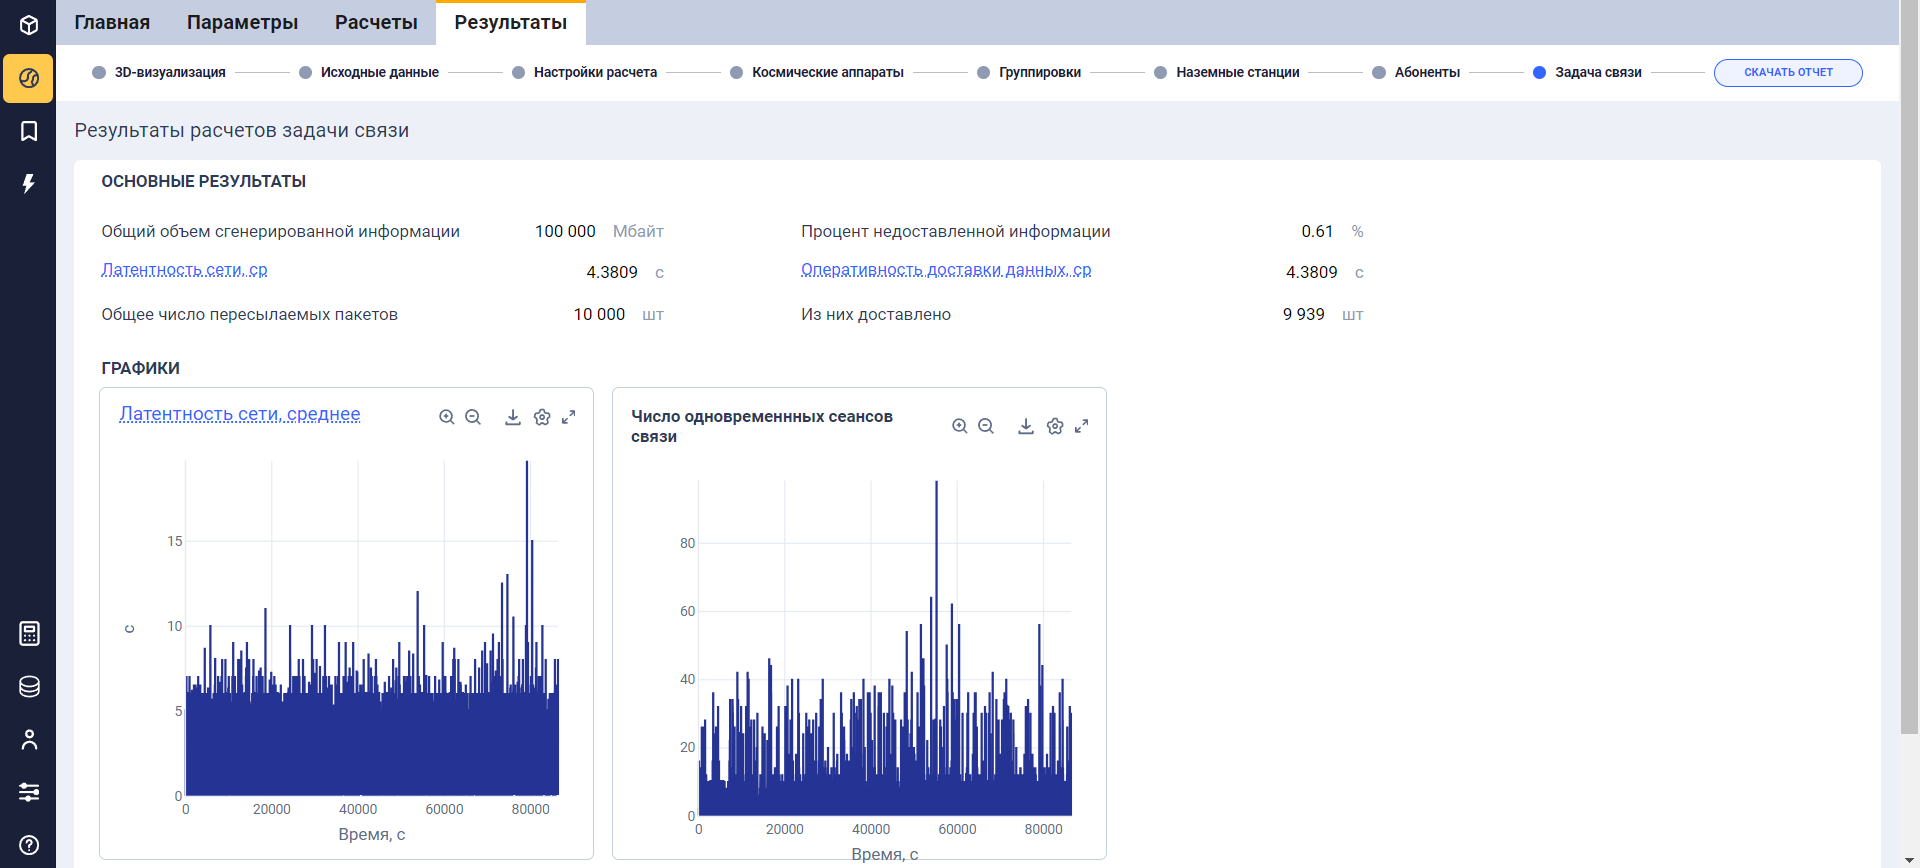 Главная Параметры Расчеты Результаты
3D-визуализация Исходные данные Настройки расчета Космические аппараты Группировки Наземные станции Абоненты Задача связи СКАЧАТЬ ОТЧЕТ
Результаты расчетов задачи связи
ОСНОВНЫЕ РЕЗУЛЬТАТЫ
Общий объем сгенерированной информации 100 000 Мбайт Процент недоставленной информации 0.61 %
Латентность сети, ср 4.3809 с Оперативность доставки данных, ср 4.3809 с
Общее число пересылаемых пакетов 10 000 шт Из них доставлено 9 939 шт
ГРАФИКИ
Латентность сети, среднее
15
10
5
0
с
0 20000 40000 60000 80000
Время, с
Число одновременнных сеансов
связи
80
60
40
20
0
0 20000 40000 60000 80000
Время, с